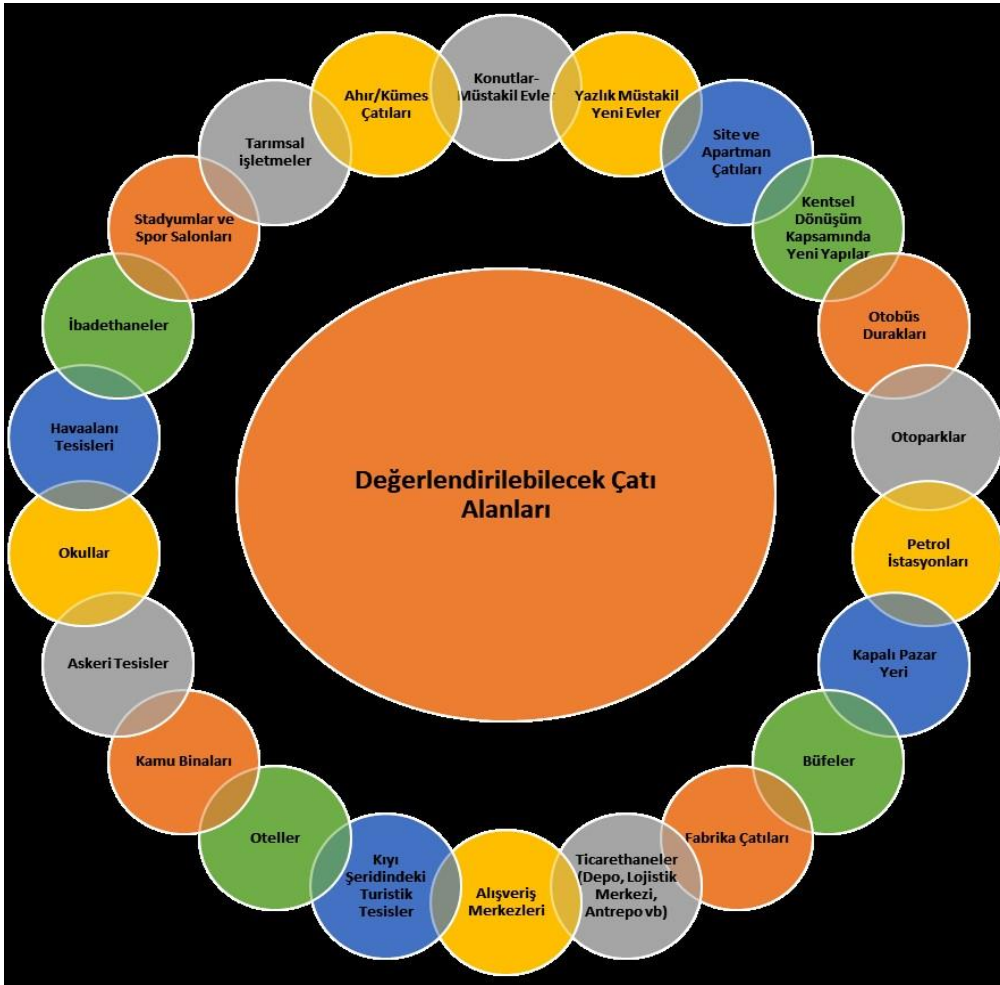 Konutlar-
Müstakil Evler
Yazlık Müstakil
Yeni Evler
Site ve
Apartman
Çatıları
Kentsel
Dönüşüm
Kapsamında
Yeni Yapılar
Otobüs
Durakları
Otoparklar
Petrol
İstasyonları
Kapalı Pazar
Yeri
Büfeler
Fabrika Çatıları
Ticarethaneler
(Depo, Lojistik
Merkezi,
Antrepo vb)
Alışveriş
Merkezleri
Kıyı
Şeridindeki
Turistik
Tesisler
Oteller
Kamu Binaları
Askeri Tesisler
Okullar
Havaalanı
Tesisleri
İbadethaneler
Stadyumlar ve
Spor Salonları
Tarımsal
işletmeler
Ahır/Kümes
Çatıları
Değerlendirilebilecek Çatı
Alanları